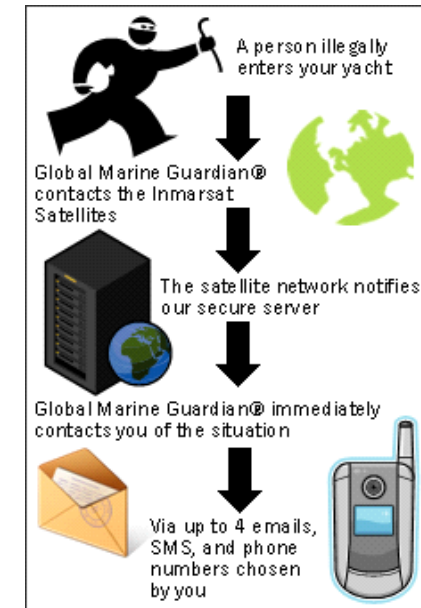 A person illegally
enters your yacht
Global Marine Guardian®
contacts the Inmarsat
Satellites
The satellite network notifies
our secure server
Global Marine Guardian® immediately
contacts you of the situation
Via up to 4 emails,
SMS, and phone
numbers chosen
by you